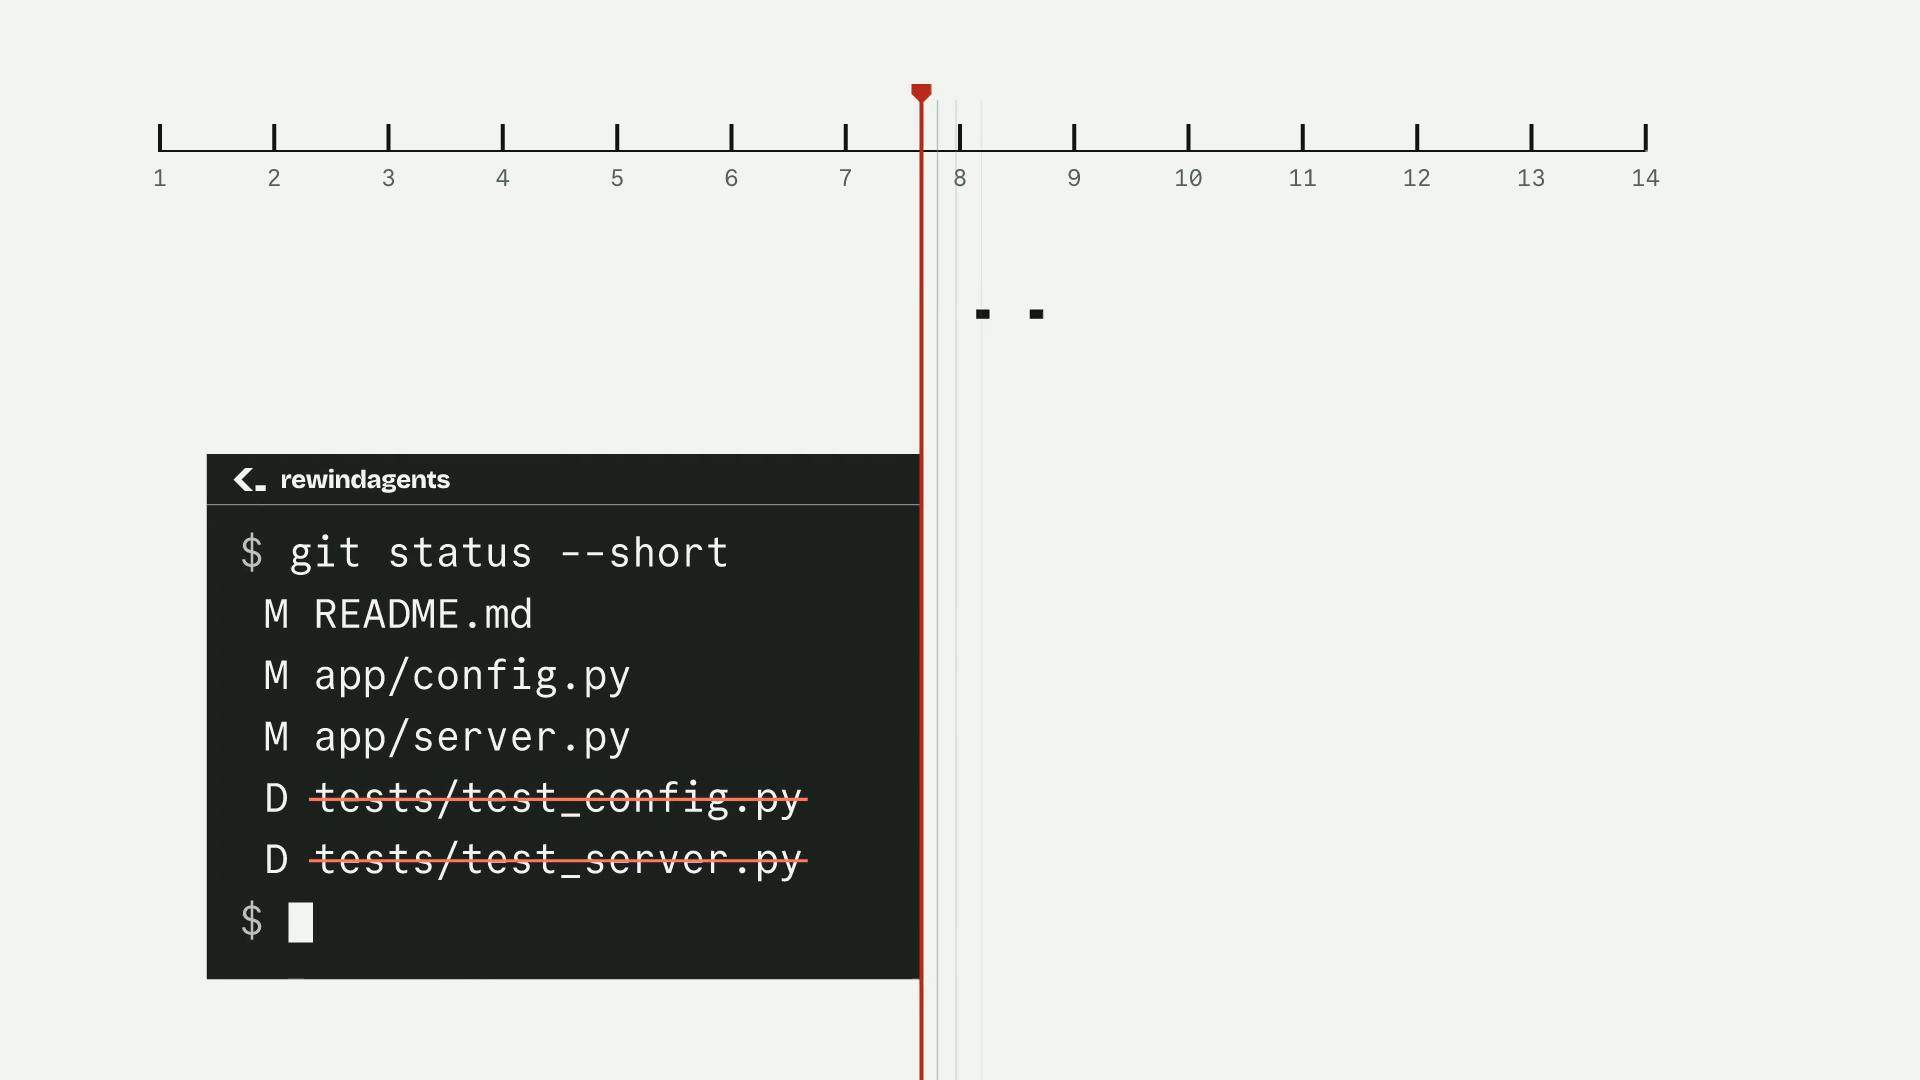 1 2 3 4 5 6 7 8 9 10 11 12 13 14
rewindagents
$ git status --short
M README.md
M app/config.py
M app/server.py
D tests/test_config.py
D tests/test_server.py
$